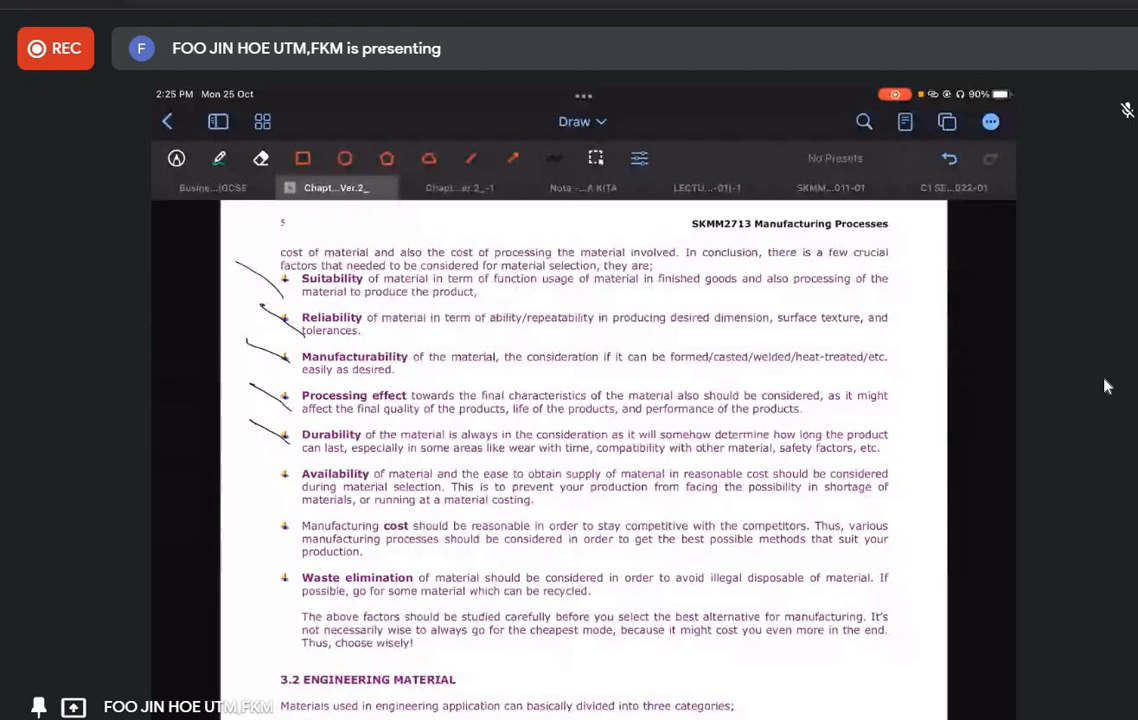 REC
F
FOO JIN HOE UTM,FKM is presenting
2:25 PM Mon 25 Oct
90%
Draw
No Presets
Busine...IGCSE
Chapt...Ver.2_
Chapt...er 2_-1
Nota -...A KITA
LECTU...-01)-1
SKMM...011-01
C1 SE...022-01
5
SKMM2713 Manufacturing Processes
cost of material and also the cost of processing the material involved. In conclusion, there is a few crucial
factors that needed to be considered for material selection, they are;
Suitability of material in term of function usage of material in finished goods and also processing of the
material to produce the product,
Reliability of material in term of ability/repeatability in producing desired dimension, surface texture, and
tolerances.
Manufacturability of the material, the consideration if it can be formed/casted/welded/heat-treated/etc.
easily as desired.
Processing effect towards the final characteristics of the material also should be considered, as it might
affect the final quality of the products, life of the products, and performance of the products.
Durability of the material is always in the consideration as it will somehow determine how long the product
can last, especially in some areas like wear with time, compatibility with other material, safety factors, etc.
Availability of material and the ease to obtain supply of material in reasonable cost should be considered
during material selection. This is to prevent your production from facing the possibility in shortage of
materials, or running at a material costing.
Manufacturing cost should be reasonable in order to stay competitive with the competitors. Thus, various
manufacturing processes should be considered in order to get the best possible methods that suit your
production.
Waste elimination of material should be considered in order to avoid illegal disposable of material. If
possible, go for some material which can be recycled.
The above factors should be studied carefully before you select the best alternative for manufacturing. It's
not necessarily wise to always go for the cheapest mode, because it might cost you even more in the end.
Thus, choose wisely!
3.2 ENGINEERING MATERIAL
Materials used in engineering application can basically divided into three categories;
FOO JIN HOE UTM,FKM